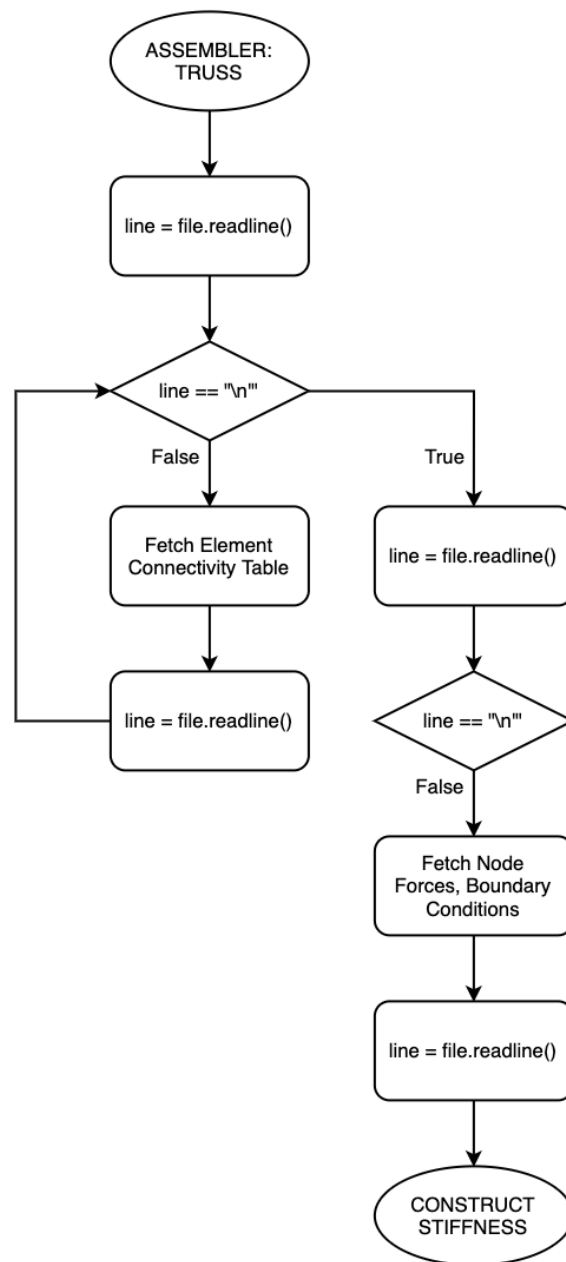 ASSEMBLER:
TRUSS
line = file.readline()
line == "\n"'
False
True
Fetch Element
Connectivity Table
line = file.readline()
line = file.readline()
line == "\n"'
False
Fetch Node
Forces, Boundary
Conditions
line = file.readline()
CONSTRUCT
STIFFNESS